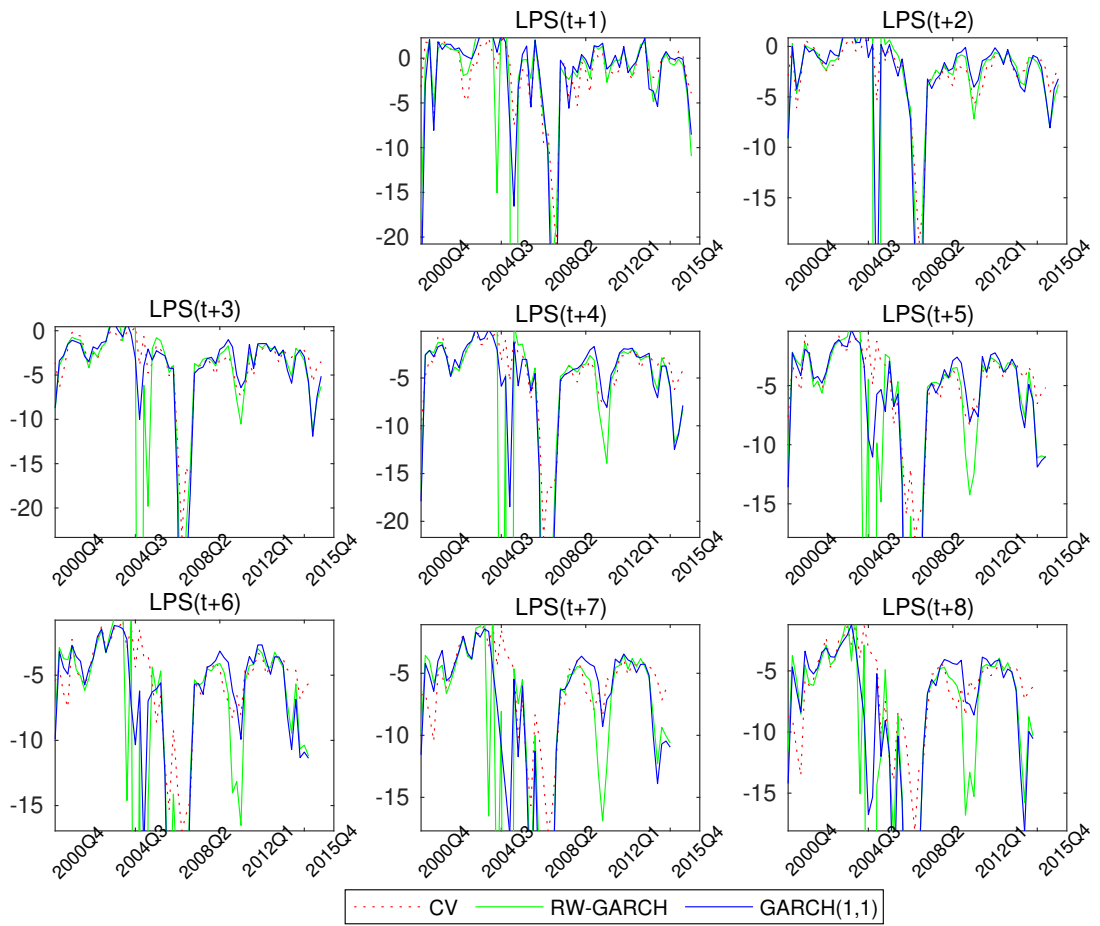 LPS(t+1)
0
-5
-10
-15
-20
2000Q4
2004Q3
2008Q2
2012Q1
2015Q4
LPS(t+2)
0
-5
-10
-15
2000Q4
2004Q3
2008Q2
2012Q1
2015Q4
LPS(t+3)
0
-5
-10
-15
-20
2000Q4
2004Q3
2008Q2
2012Q1
2015Q4
LPS(t+4)
0
-5
-10
-15
-20
2000Q4
2004Q3
2008Q2
2012Q1
2015Q4
LPS(t+5)
-5
-10
-15
2000Q4
2004Q3
2008Q2
2012Q1
2015Q4
LPS(t+6)
-5
-10
-15
2000Q4
2004Q3
2008Q2
2012Q1
2015Q4
LPS(t+7)
-5
-10
-15
2000Q4
2004Q3
2008Q2
2012Q1
2015Q4
LPS(t+8)
-5
-10
-15
2000Q4
2004Q3
2008Q2
2012Q1
2015Q4
CV RW-GARCH GARCH(1,1)